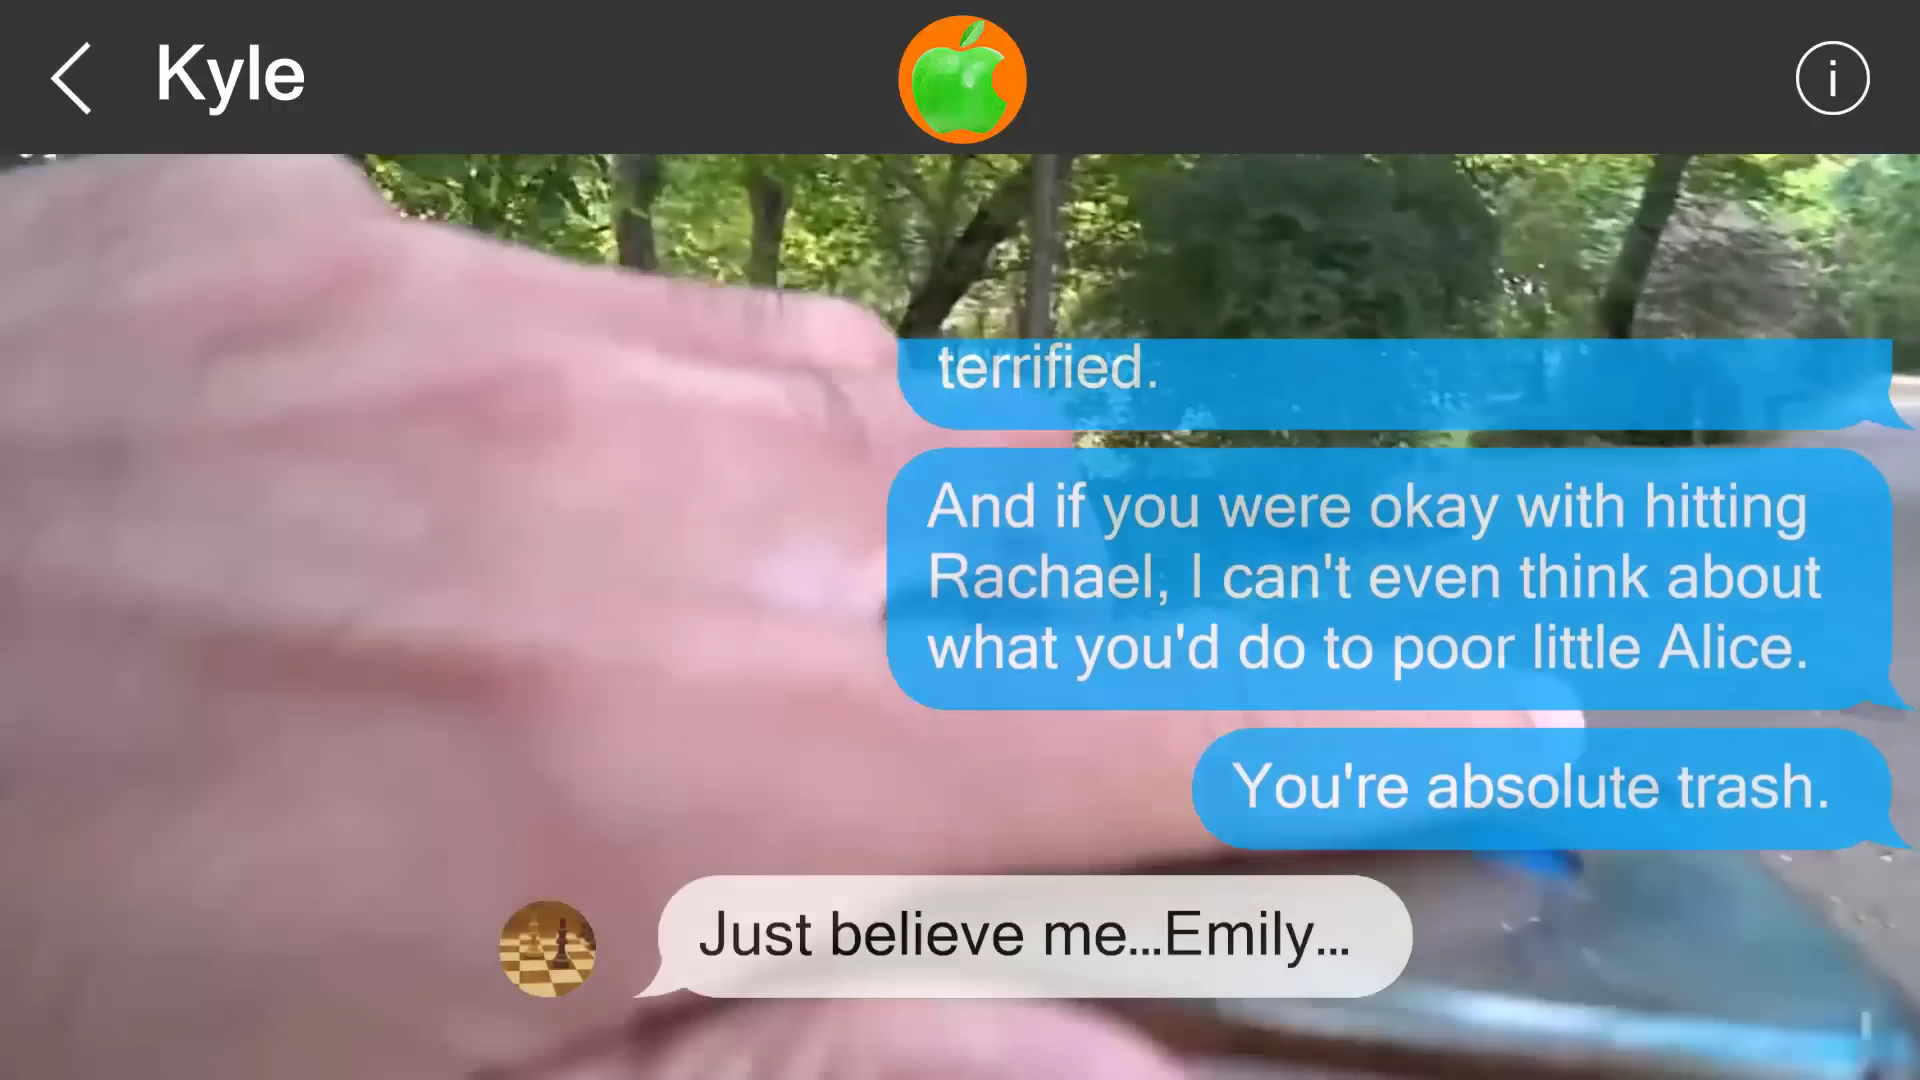 Kyle
i
terrified.
And if you were okay with hitting
Rachael, I can't even think about
what you'd do to poor little Alice.
You're absolute trash.
Just believe me...Emily...